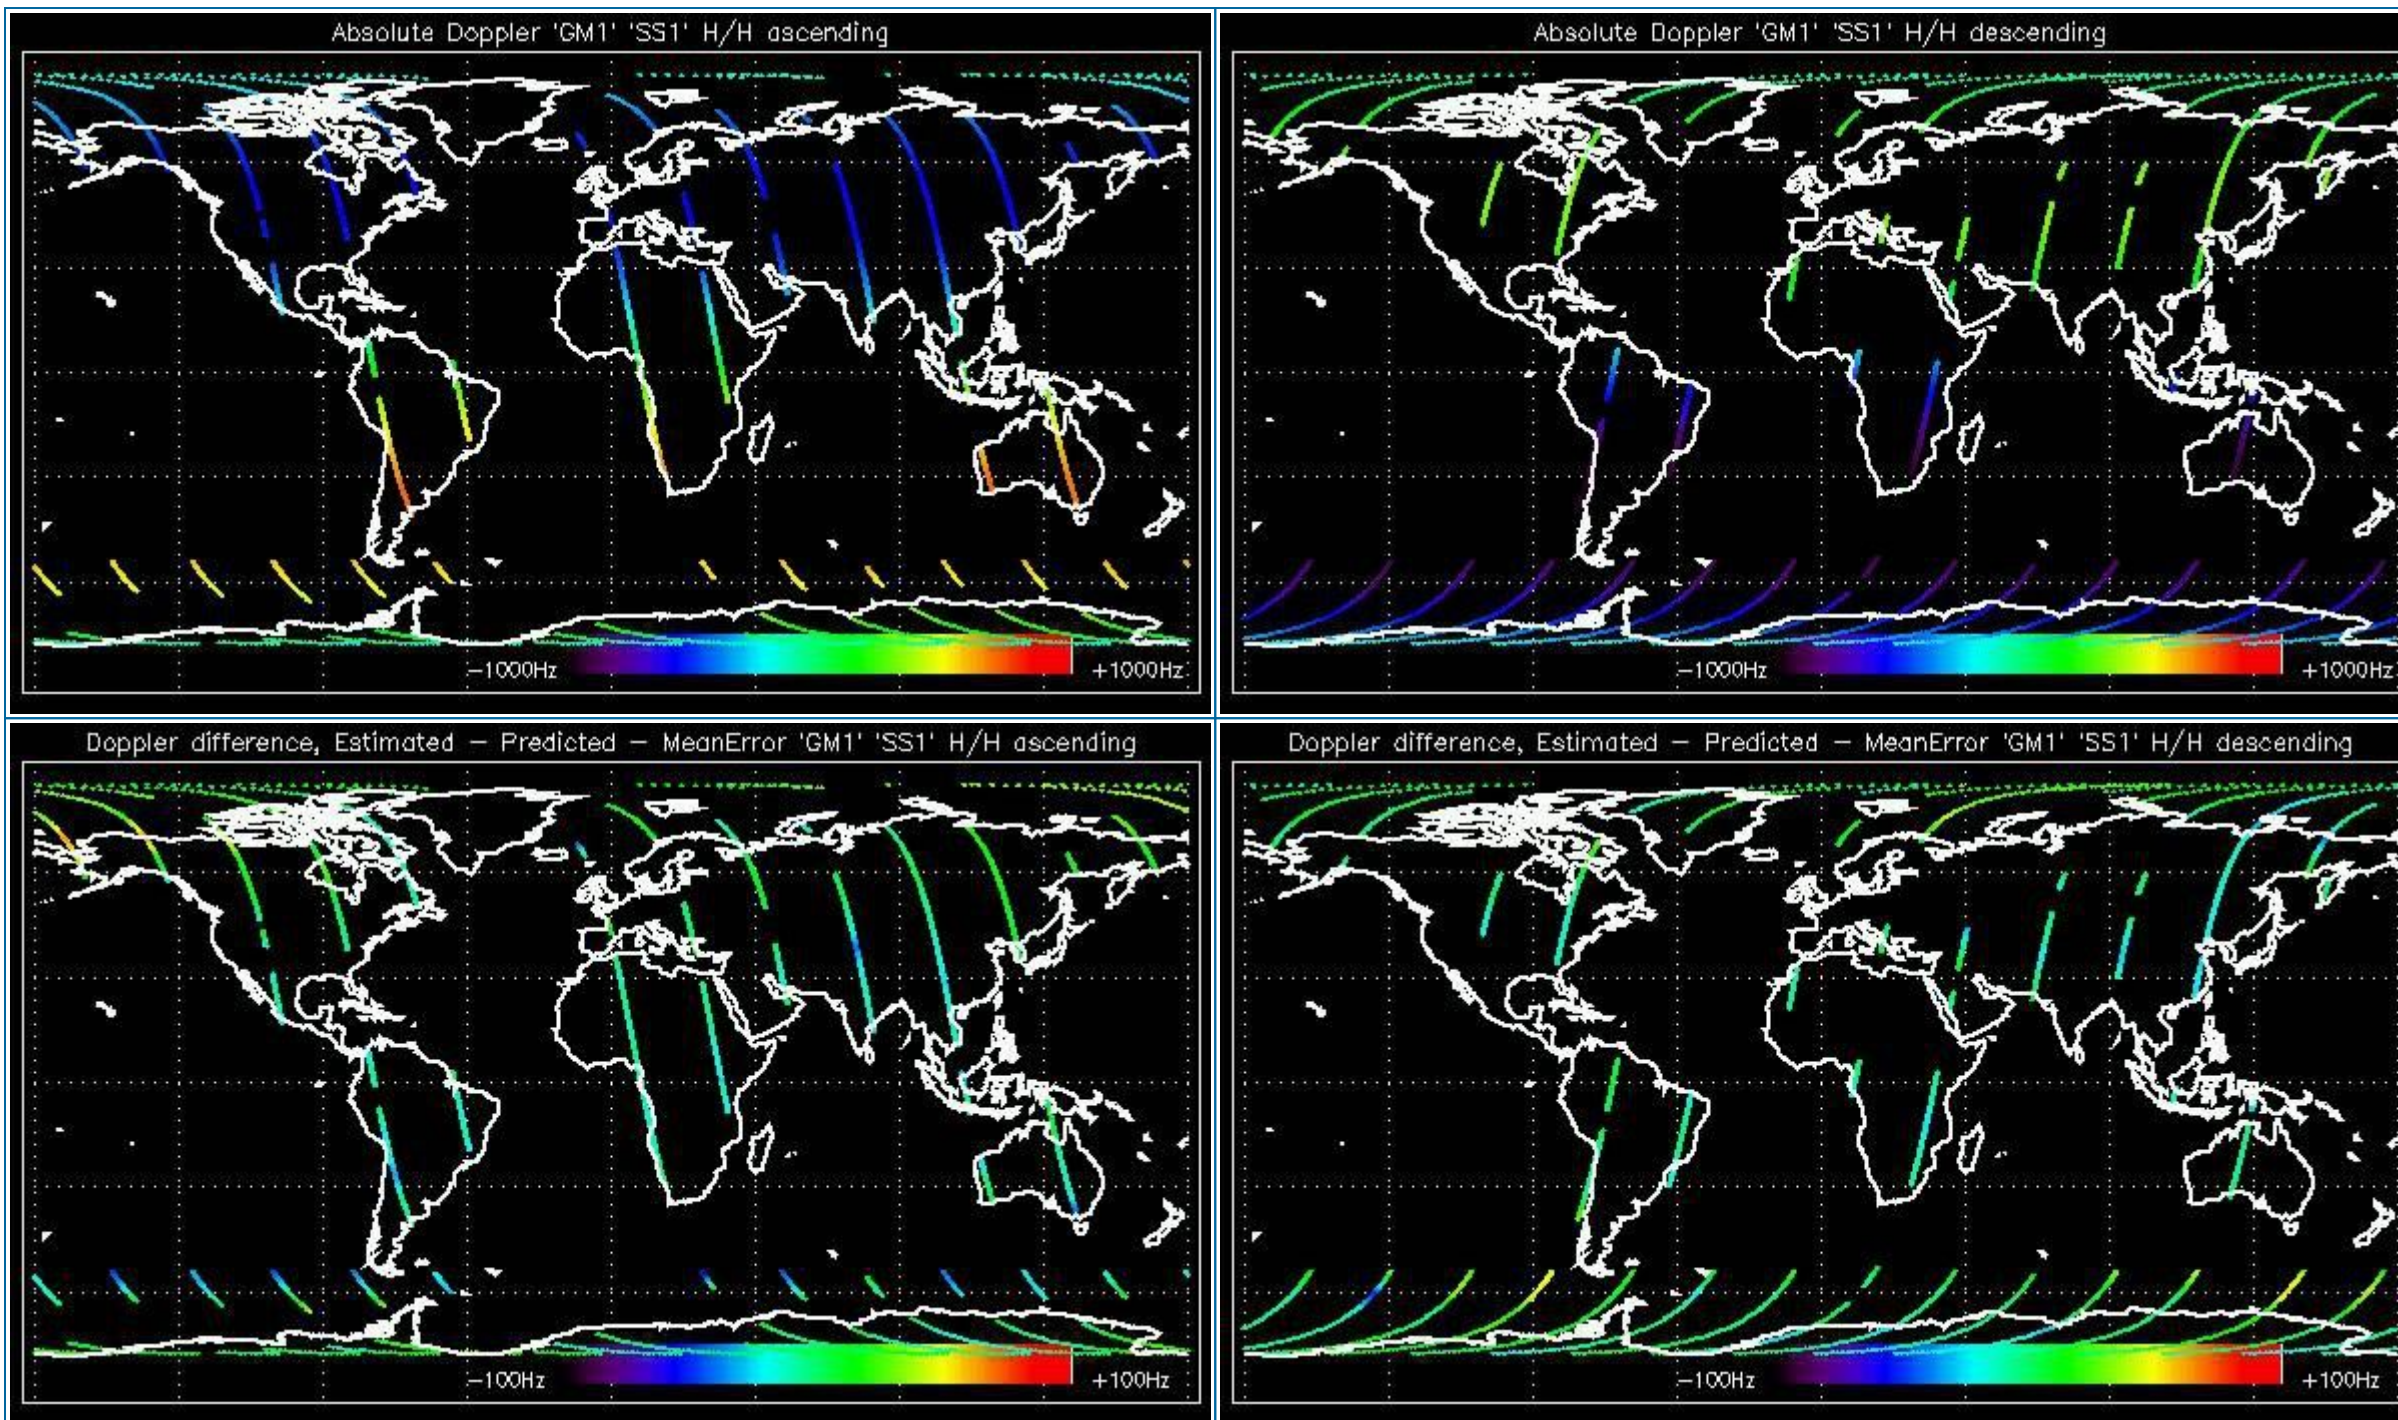 Absolute Doppler 'GM1' 'SS1' H/H ascending
-1000Hz
+1000Hz
Absolute Doppler 'GM1' 'SS1' H/H descending
-1000Hz
+1000Hz
Doppler difference, Estimated - Predicted - MeanError 'GM1' 'SS1' H/H ascending
-100Hz
+100Hz
Doppler difference, Estimated - Predicted - MeanError 'GM1' 'SS1' H/H descending
-100Hz
+100Hz